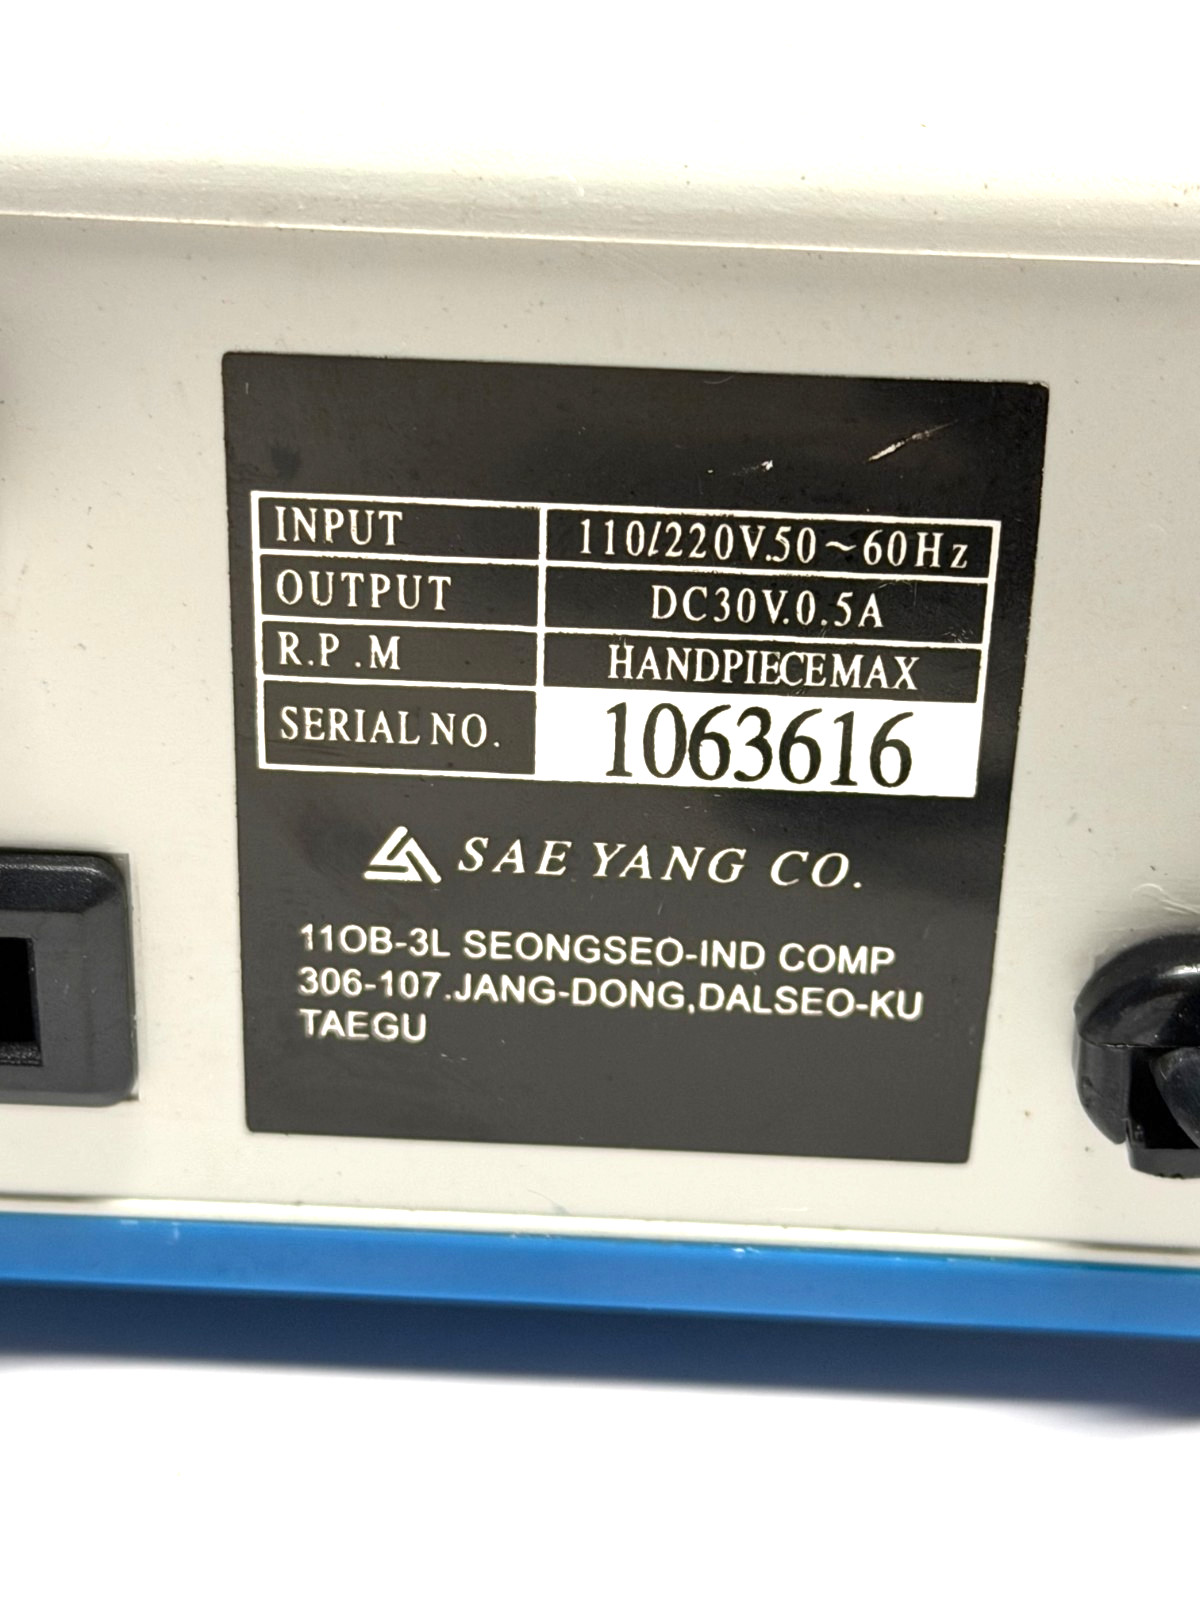 INPUT 110/220V.50~60Hz
OUTPUT DC30V.0.5A
R.P.M HANDPIECEMAX
SERIAL NO. 1063616
SAE YANG CO.
11OB-3L SEONGSEO-IND COMP
306-107.JANG-DONG,DALSEO-KU
TAEGU